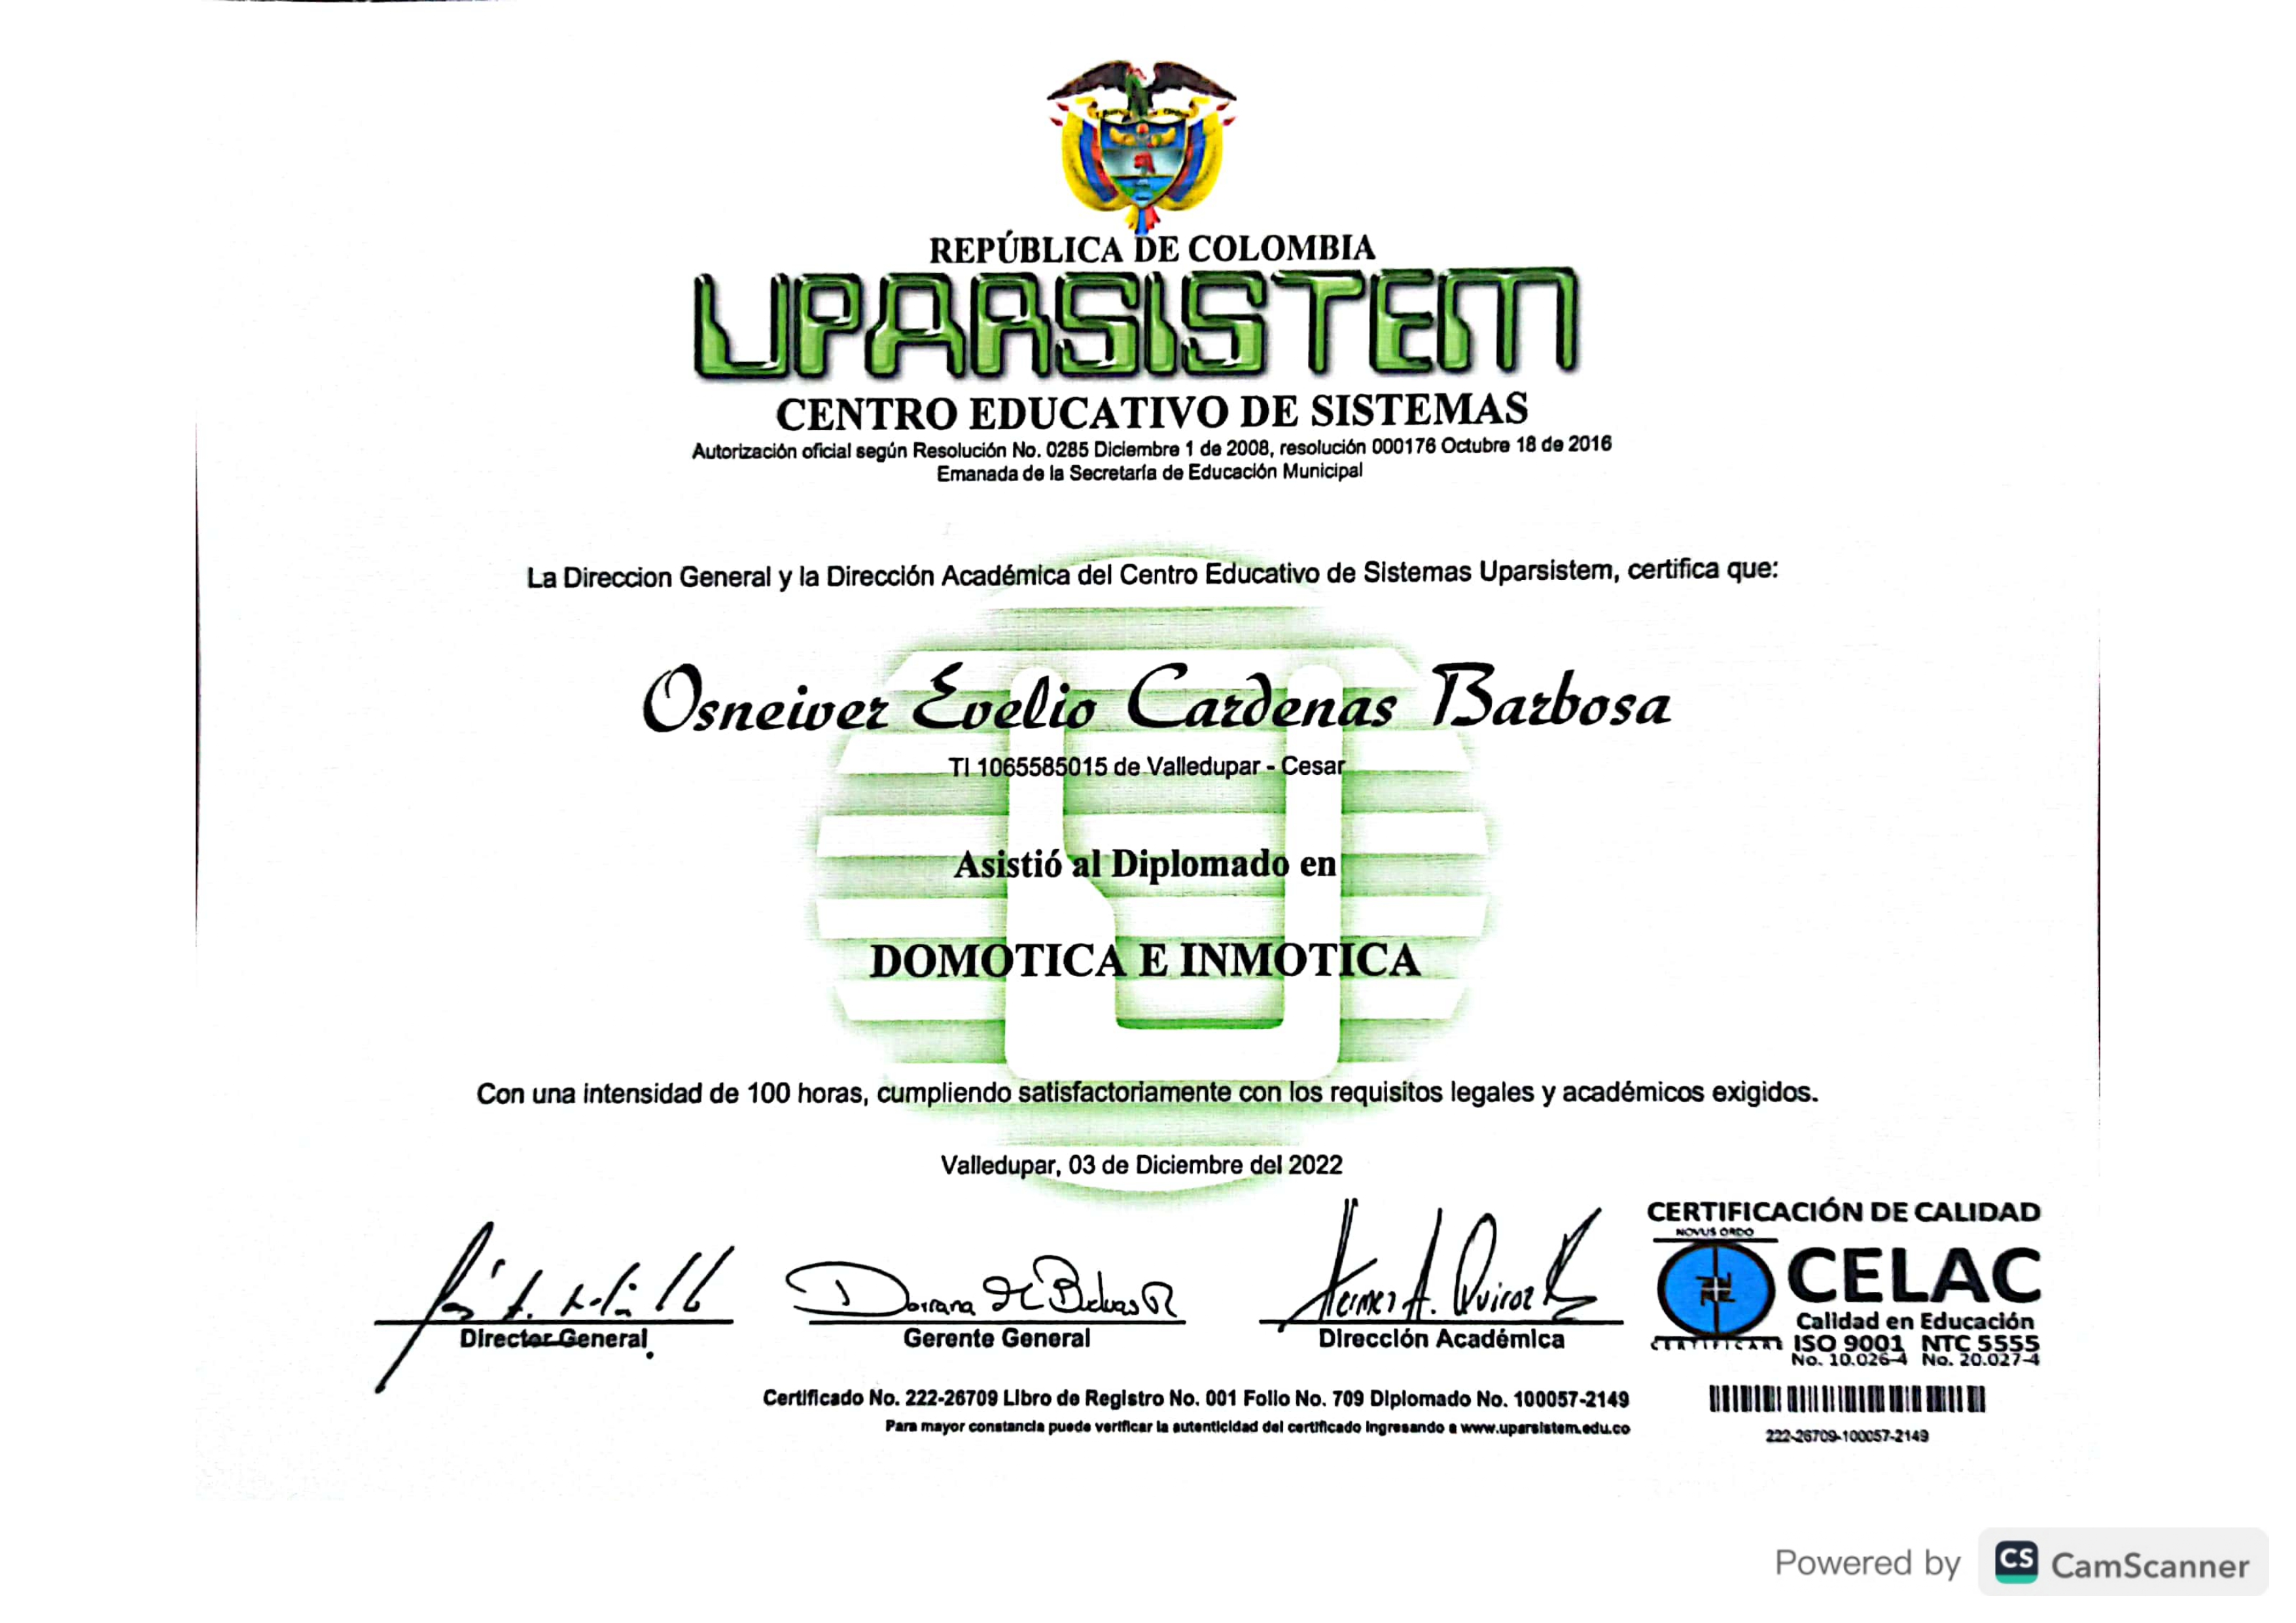 REPÚBLICA DE COLOMBIA
UPARSISTEM
CENTRO EDUCATIVO DE SISTEMAS
Autorización oficial según Resolución No. 0285 Diciembre 1 de 2008, resolución 000176 Octubre 18 de 2016
Emanada de la Secretaría de Educación Municipal
La Direccion General y la Dirección Académica del Centro Educativo de Sistemas Uparsistem, certifica que:
Osneiver Evelio Cardenas Barbosa
TI 1065585015 de Valledupar - Cesar
Asistió al Diplomado en
DOMOTICA E INMOTICA
Con una intensidad de 100 horas, cumpliendo satisfactoriamente con los requisitos legales y académicos exigidos.
Valledupar, 03 de Diciembre del 2022
Hermes A. Quiroz
Director General
Gerente General
Dirección Académica
CERTIFICACIÓN DE CALIDAD
NOVUS ORDO
CELAC
Calidad en Educación
CERTIFICARE
ISO 9001 NTC 5555
No. 10.026-4 No. 20.027-4
Certificado No. 222-26709 Libro de Registro No. 001 Folio No. 709 Diplomado No. 100057-2149
Para mayor constancia puede verificar la autenticidad del certificado ingresando a www.uparsistem.edu.co
222-26709-100057-2149
Powered by CS CamScanner